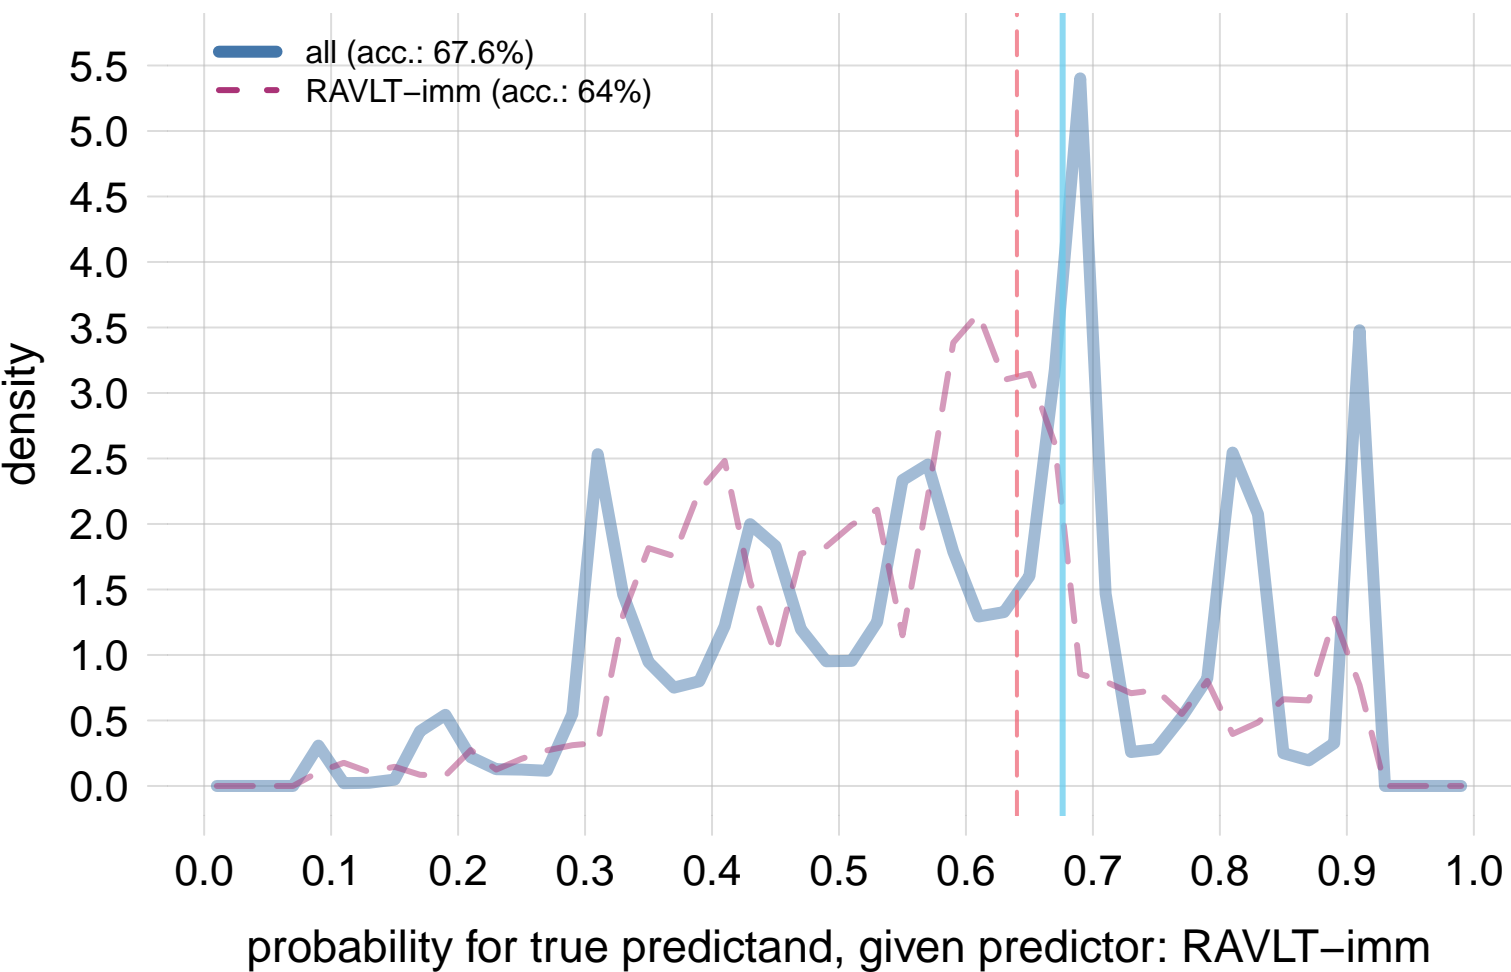 all (acc.: 67.6%)
RAVLT−imm (acc.: 64%)
5.5
5.0
4.5
4.0
3.5
3.0
2.5
2.0
1.5
1.0
0.5
0.0
density
0.0 0.1 0.2 0.3 0.4 0.5 0.6 0.7 0.8 0.9 1.0
probability for true predictand, given predictor: RAVLT−imm